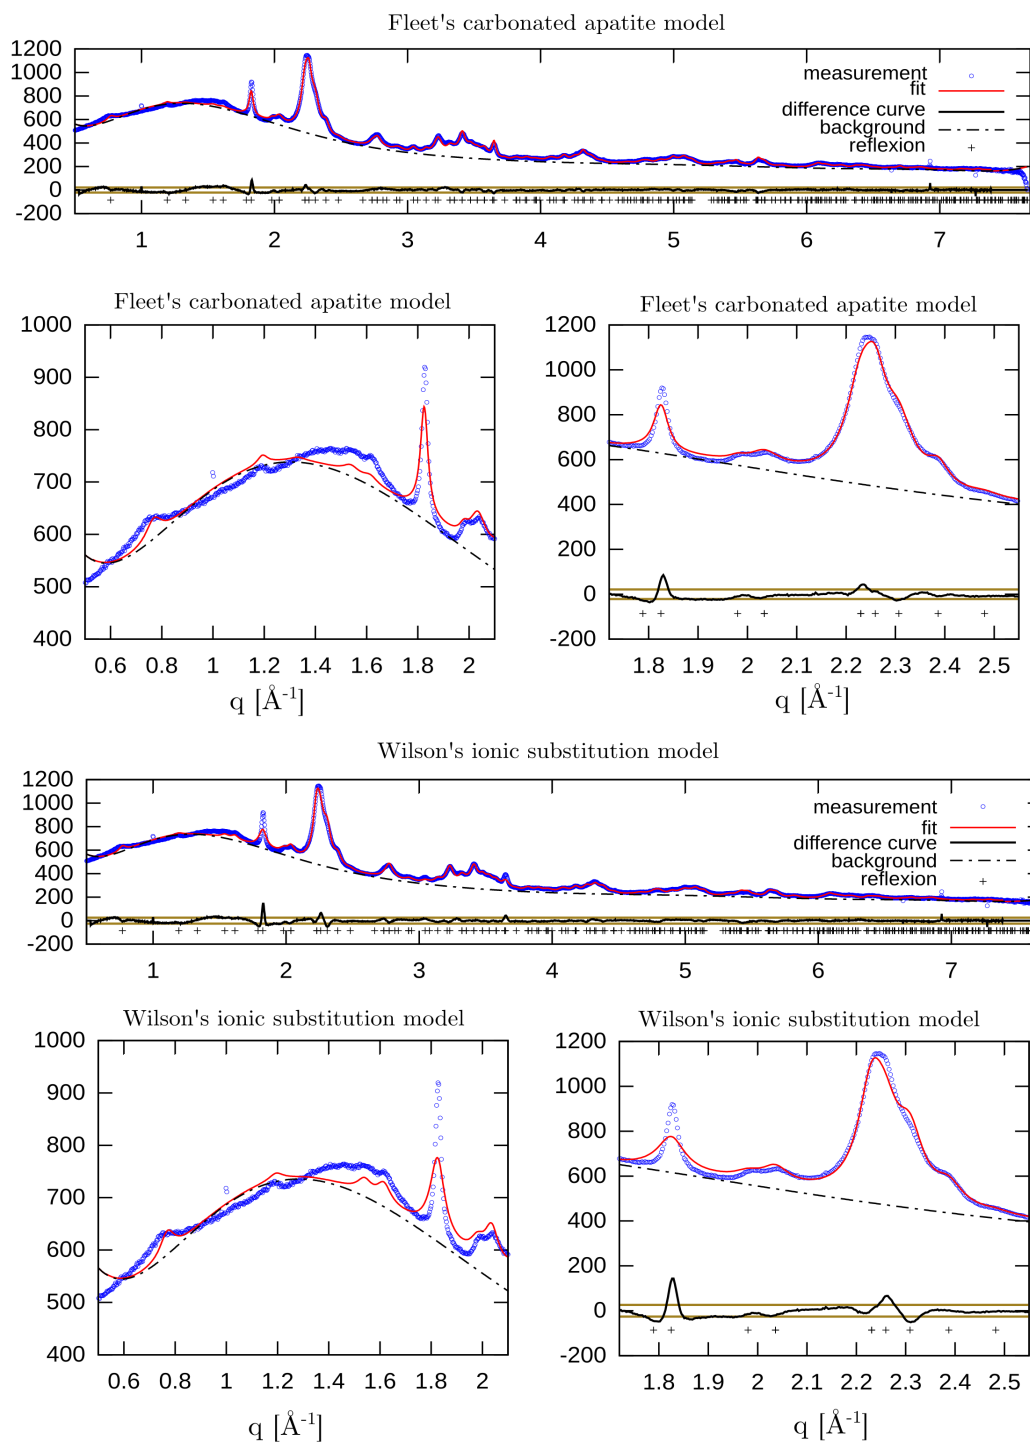 Fleet's carbonated apatite model
1200
1000
800
600
400
200
0
-200
measurement
fit
difference curve
background
reflexion
1 2 3 4 5 6 7
Fleet's carbonated apatite model
1000
900
800
700
600
500
400
0.6 0.8 1 1.2 1.4 1.6 1.8 2
q [Å-1]
Fleet's carbonated apatite model
1200
1000
800
600
400
200
0
-200
1.8 1.9 2 2.1 2.2 2.3 2.4 2.5
q [Å-1]
Wilson's ionic substitution model
1200
1000
800
600
400
200
0
-200
measurement
fit
difference curve
background
reflexion
1 2 3 4 5 6 7
Wilson's ionic substitution model
1000
900
800
700
600
500
400
0.6 0.8 1 1.2 1.4 1.6 1.8 2
q [Å-1]
Wilson's ionic substitution model
1200
1000
800
600
400
200
0
-200
1.8 1.9 2 2.1 2.2 2.3 2.4 2.5
q [Å-1]